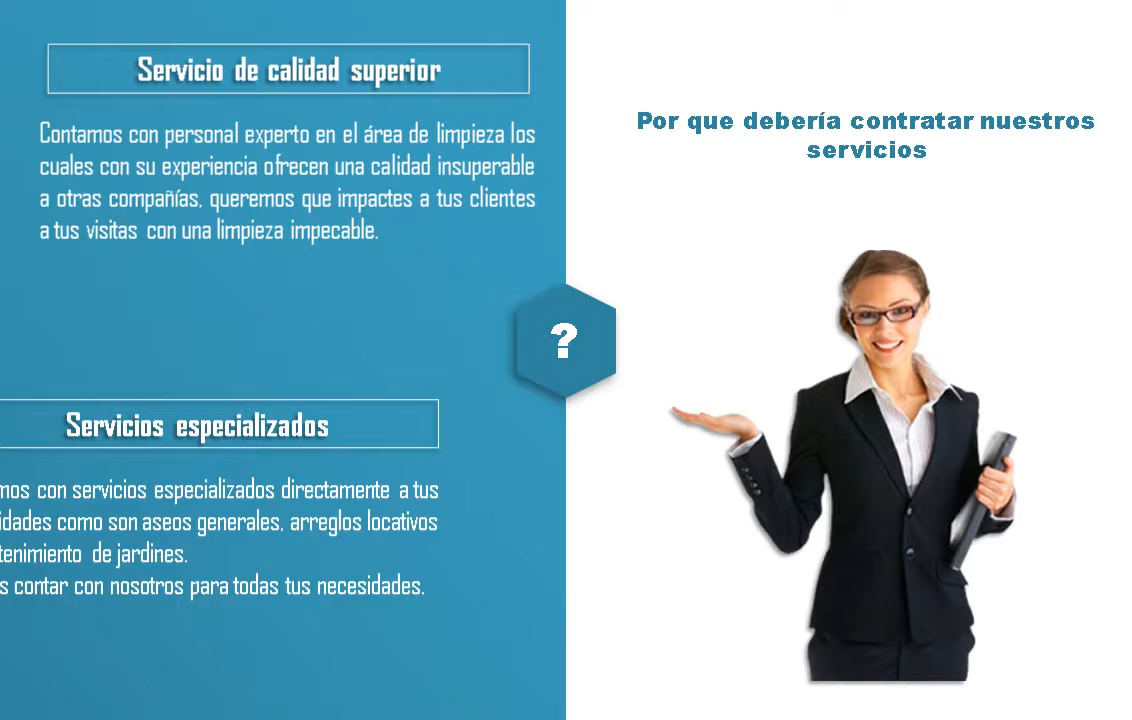 Servicio de calidad superior
Contamos con personal experto en el área de limpieza los
cuales con su experiencia ofrecen una calidad insuperable
a otras compañías, queremos que impactes a tus clientes
a tus visitas con una limpieza impecable.
Servicios especializados
mos con servicios especializados directamente a tus
idades como son aseos generales, arreglos locativos
tenimiento de jardines.
s contar con nosotros para todas tus necesidades.
Por que debería contratar nuestros
servicios
?